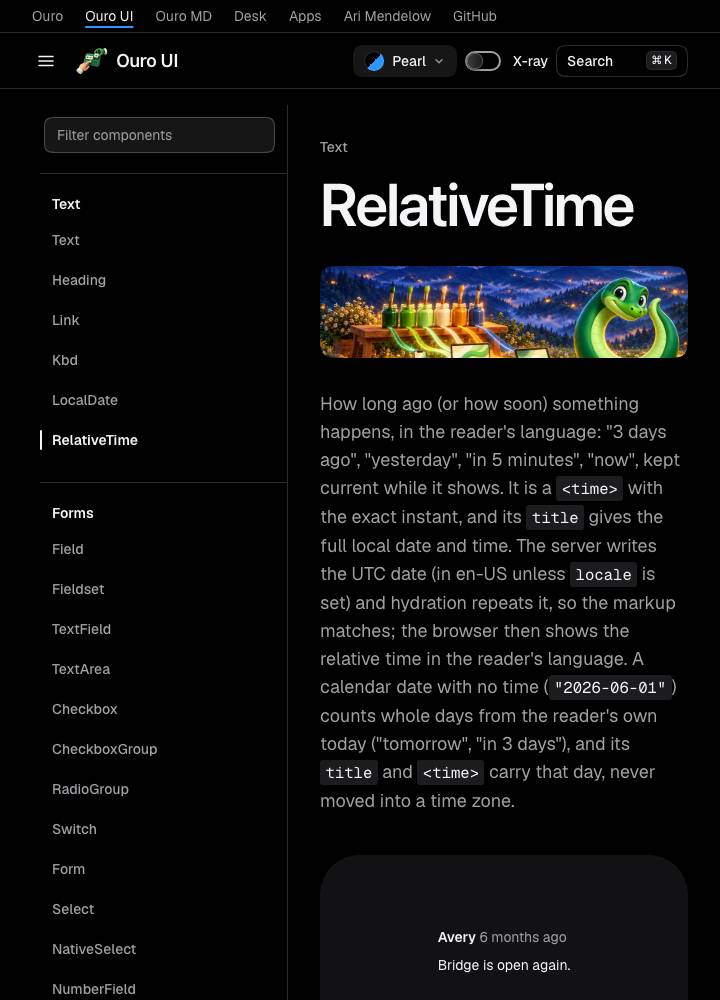 Ouro Ouro UI Ouro MD Desk Apps Ari Mendelow GitHub
Ouro UI Pearl X-ray Search ⌘ K
Filter components
Text
Text
Heading
Link
Kbd
LocalDate
RelativeTime
Forms
Field
Fieldset
TextField
TextArea
Checkbox
CheckboxGroup
RadioGroup
Switch
Form
Select
NativeSelect
NumberField
Text
RelativeTime
How long ago (or how soon) something
happens, in the reader's language: "3 days
ago", "yesterday", "in 5 minutes", "now", kept
current while it shows. It is a <time> with
the exact instant, and its title gives the
full local date and time. The server writes
the UTC date (in en-US unless locale is
set) and hydration repeats it, so the markup
matches; the browser then shows the
relative time in the reader's language. A
calendar date with no time ("2026-06-01")
counts whole days from the reader's own
today ("tomorrow", "in 3 days"), and its
title and <time> carry that day, never
moved into a time zone.
Avery 6 months ago
Bridge is open again.